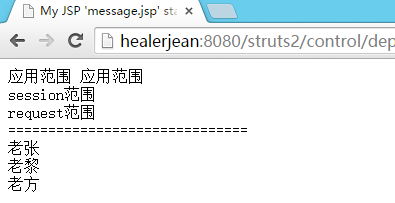 My JSP 'message.jsp' sta
healerjean:8080/struts2/control/dep
应用范围 应用范围
session范围
request范围
==============================
老张
老黎
老方